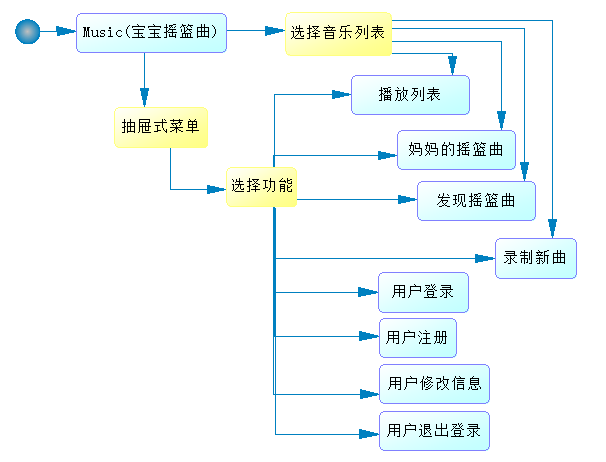 Music(宝宝摇篮曲)
选择音乐列表
播放列表
抽屉式菜单
妈妈的摇篮曲
选择功能
发现摇篮曲
录制新曲
用户登录
用户注册
用户修改信息
用户退出登录